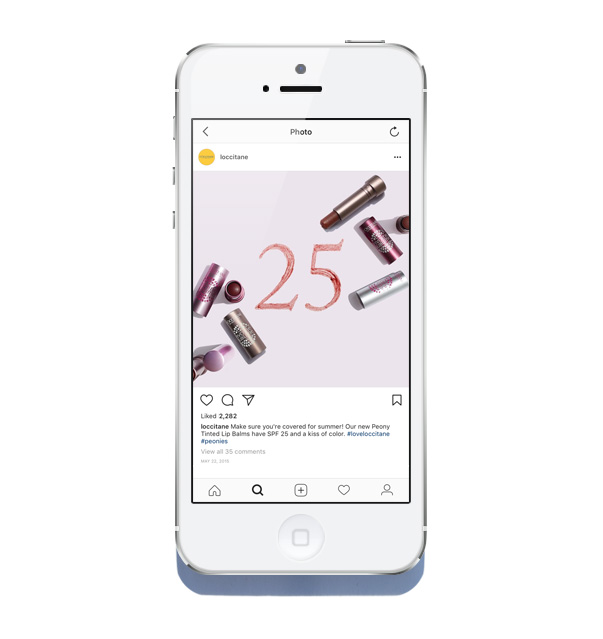 Photo
loccitane
25
Liked 2,282
loccitane Make sure you're covered for summer! Our new Peony
Tinted Lip Balms have SPF 25 and a kiss of color. #loveloccitane
#peonies
View all 35 comments